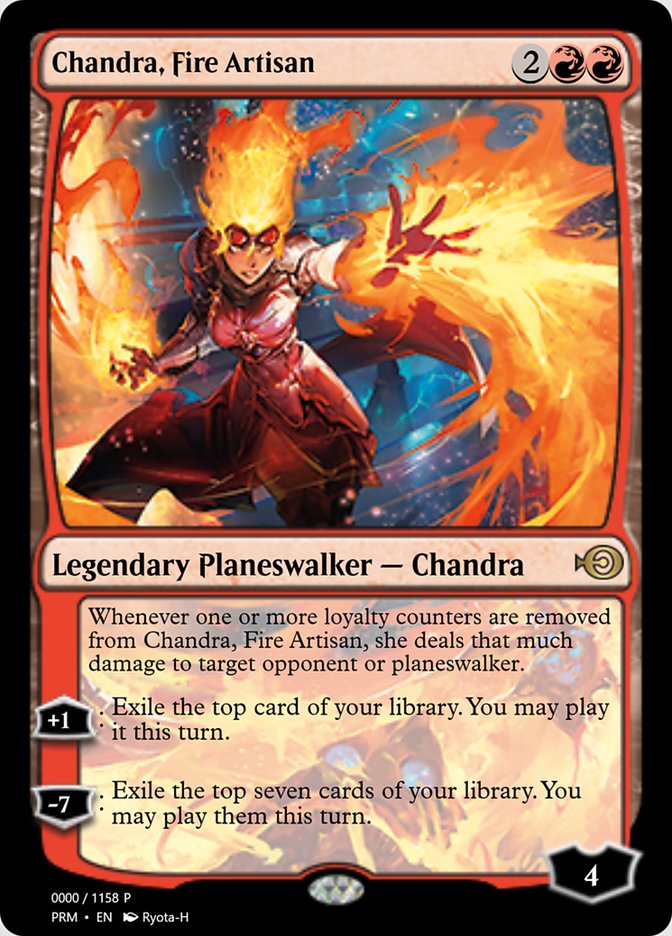 Chandra, Fire Artisan 2
Legendary Planeswalker — Chandra
Whenever one or more loyalty counters are removed
from Chandra, Fire Artisan, she deals that much
damage to target opponent or planeswalker.
+1 : Exile the top card of your library. You may play
it this turn.
−7 : Exile the top seven cards of your library. You
may play them this turn.
4
0000 / 1158 P
PRM • EN Ryota-H